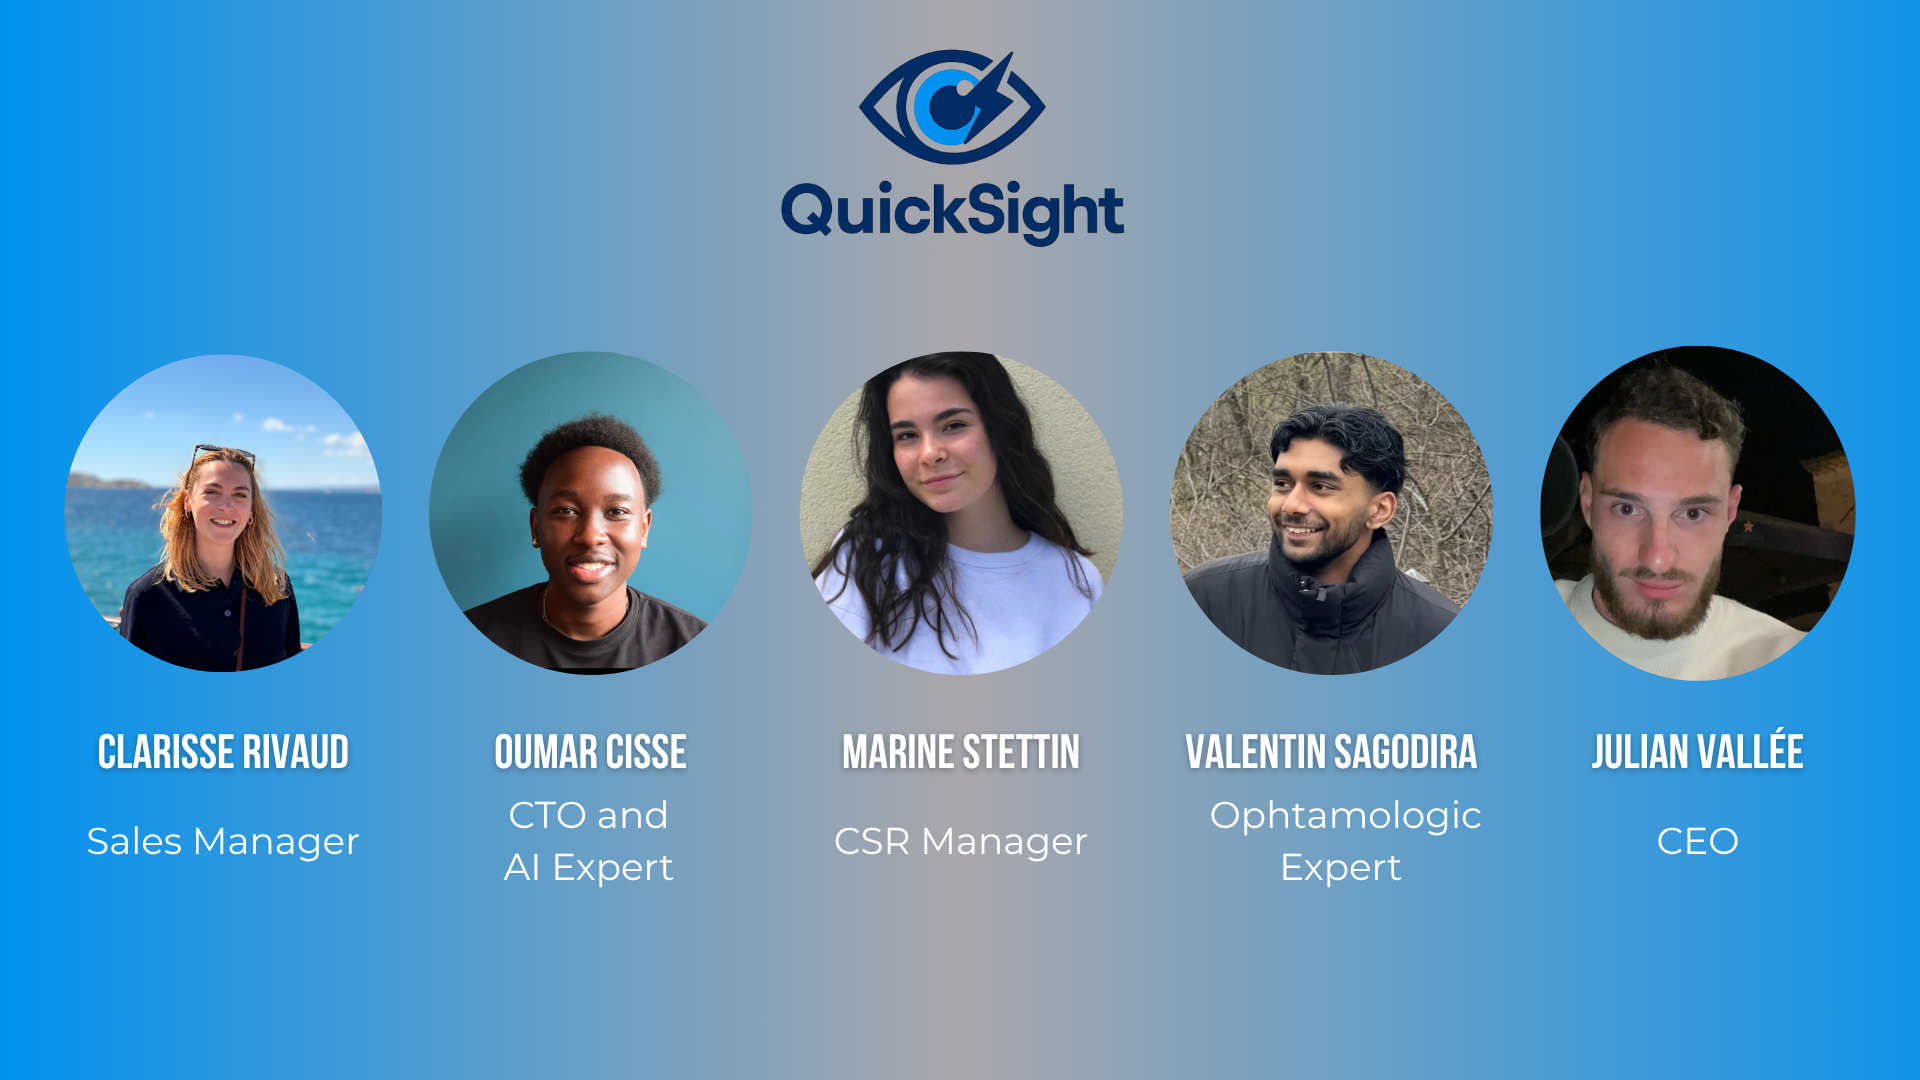 QuickSight
CLARISSE RIVAUD
Sales Manager
OUMAR CISSE
CTO and
AI Expert
MARINE STETTIN
CSR Manager
VALENTIN SAGODIRA
Ophtamologic
Expert
JULIAN VALLÉE
CEO